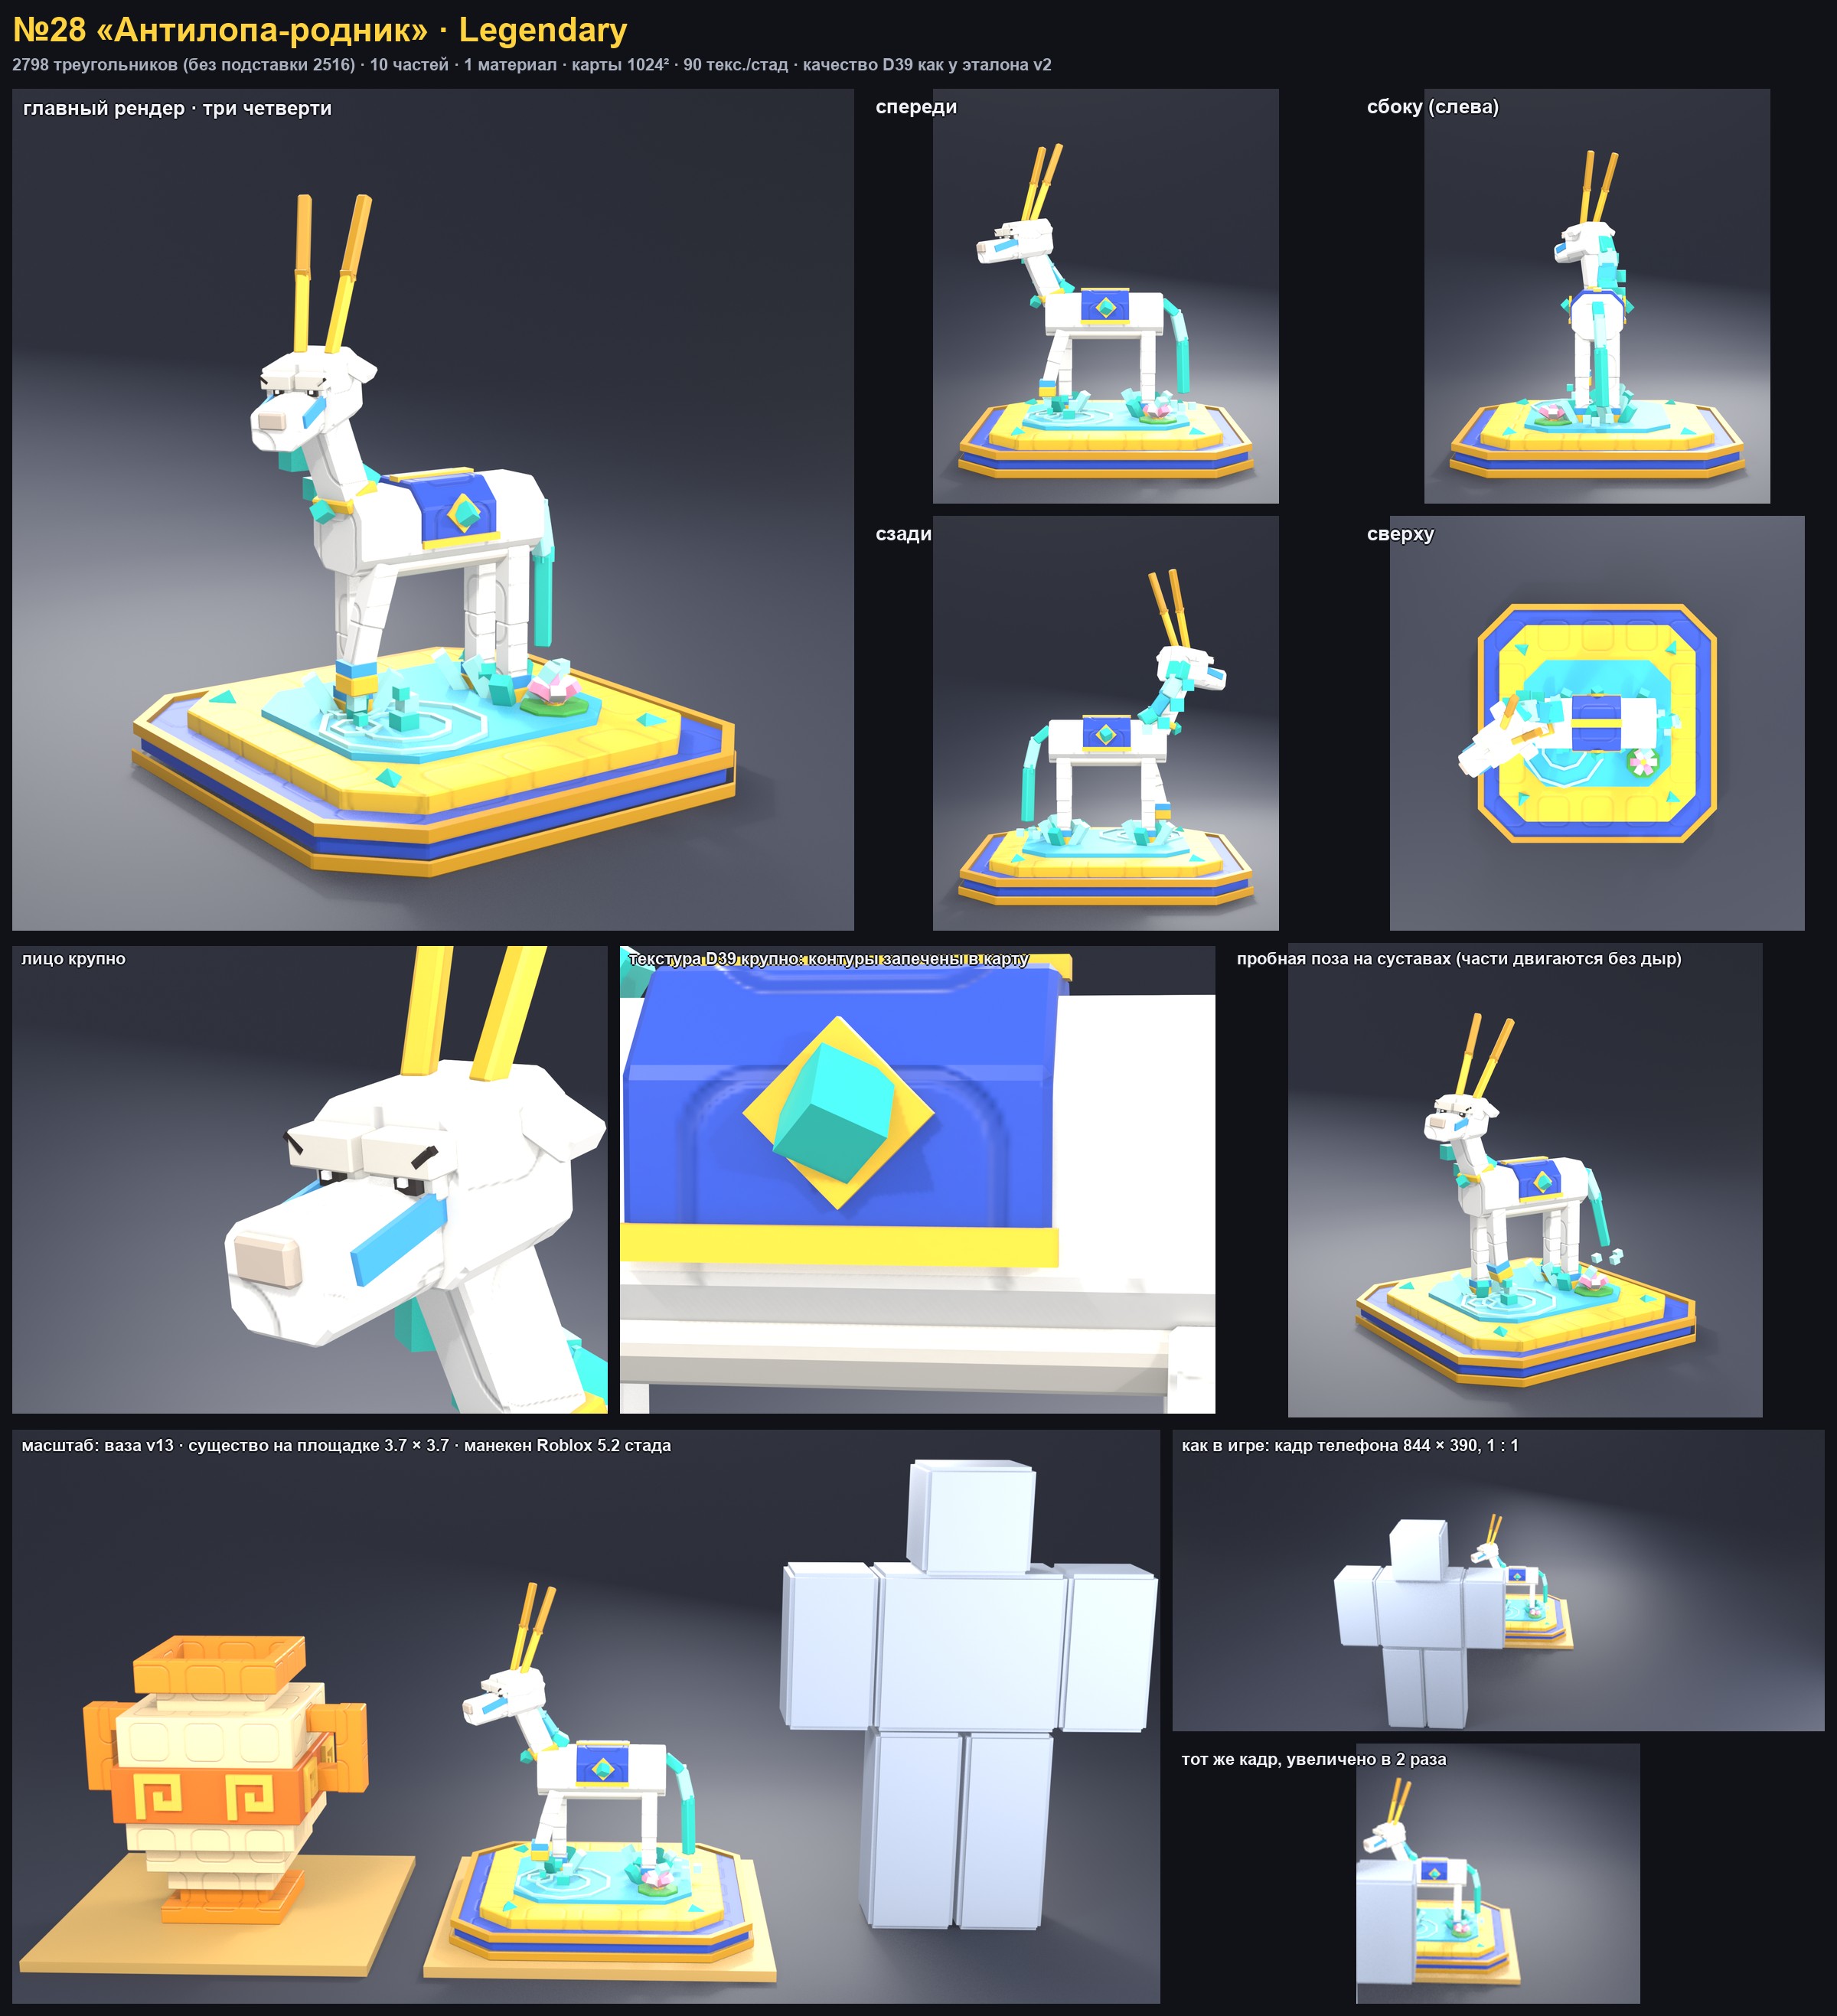 №28 «Антилопа-родник» · Legendary
2798 треугольников (без подставки 2516) · 10 частей · 1 материал · карты 1024² · 90 текс./стад · качество D39 как у эталона v2
главный рендер · три четверти
спереди
сбоку (слева)
сзади
сверху
лицо крупно
текстура D39 крупно: контуры запечены в карту
пробная поза на суставах (части двигаются без дыр)
масштаб: ваза v13 · существо на площадке 3.7 × 3.7 · манекен Roblox 5.2 стада
как в игре: кадр телефона 844 × 390, 1 : 1
тот же кадр, увеличено в 2 раза